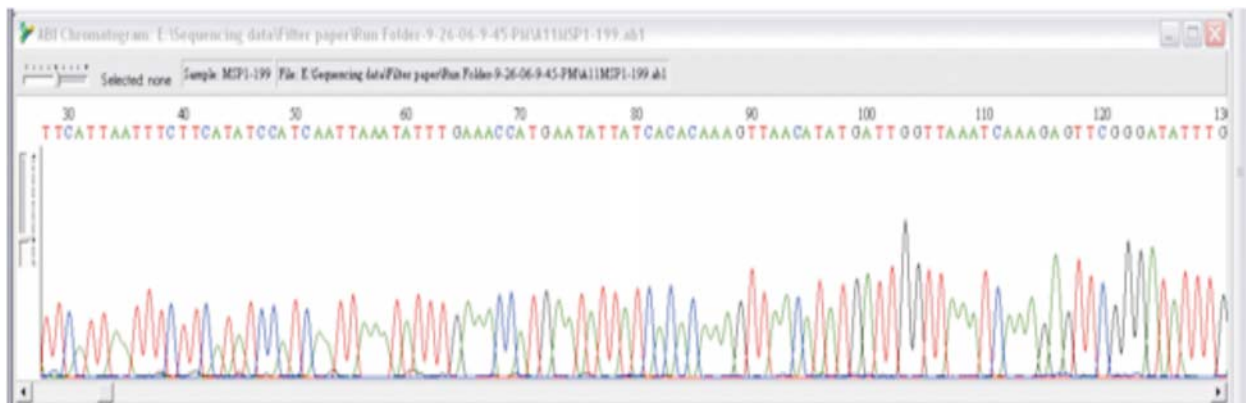 ABI Chromatogram: E:\Sequencing data\Filter paper\Run Folder-9-26-06-9-45-PM\A11MSP1-199.ab1
Selected: none Sample: MSP1-199 File: E:\Sequencing data\Filter paper\Run Folder-9-26-06-9-45-PM\A11MSP1-199.ab1
30 40 50 60 70 80 90 100 110 120 130
TTCATTAATTTCTTCATATCCATCAATTAAATATTTGAAACCATGAATATTATCACACAAAGTTAACATATGATTGGTTAAATCAAAGAGTTCGGGATATTTG